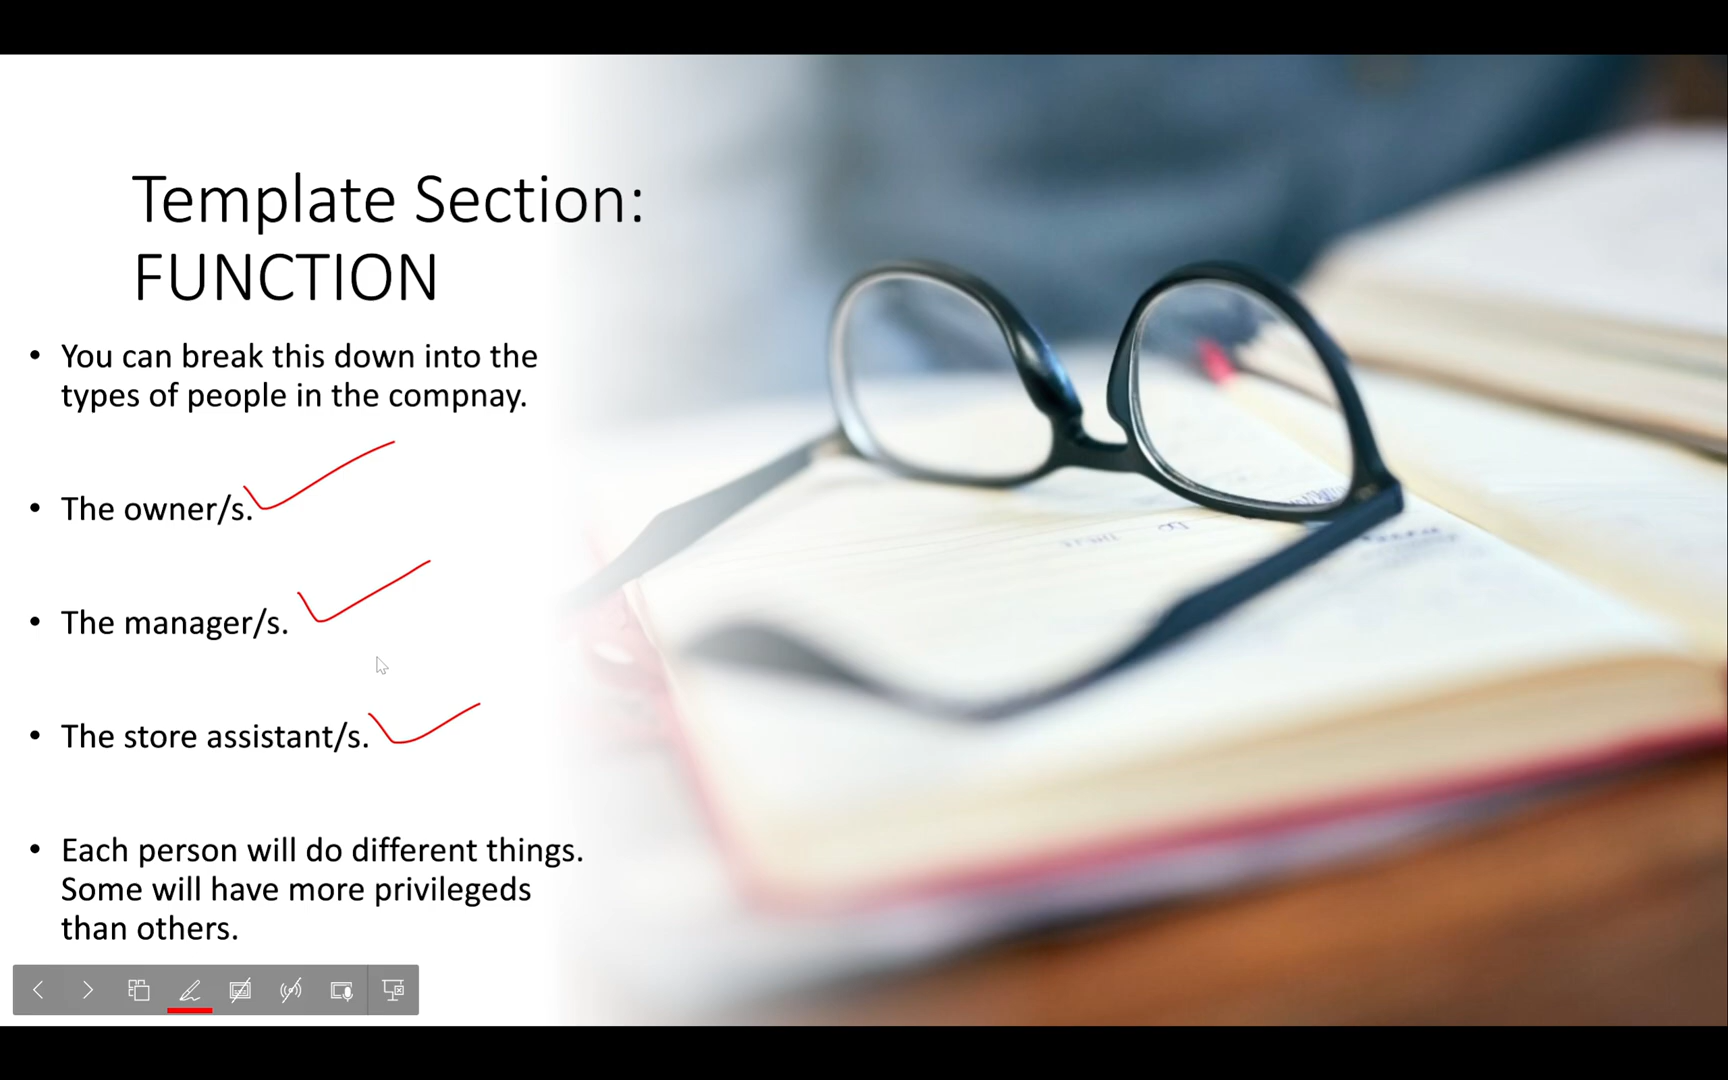 Template Section:
FUNCTION
• You can break this down into the
types of people in the compnay.
• The owner/s.
• The manager/s.
• The store assistant/s.
• Each person will do different things.
Some will have more privilegeds
than others.